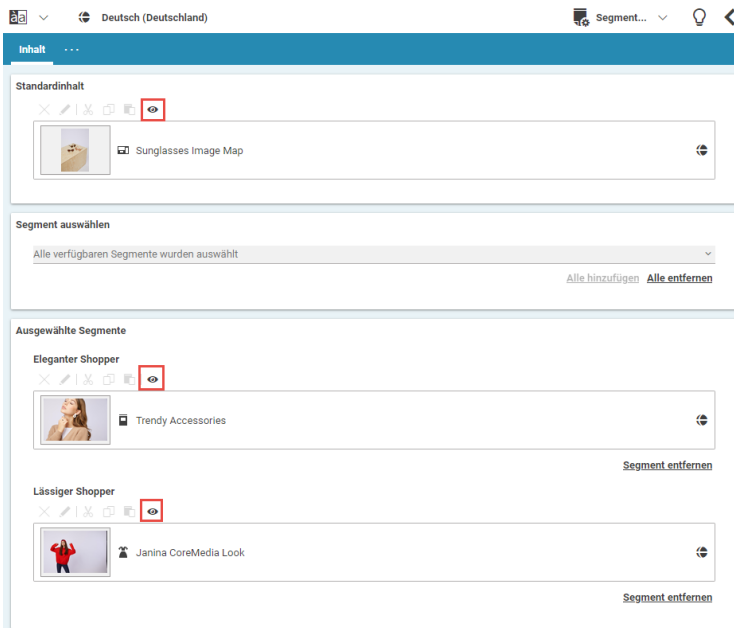 àa
Deutsch (Deutschland)
Segment...
Inhalt ...
Standardinhalt
Sunglasses Image Map
Segment auswählen
Alle verfügbaren Segmente wurden auswählt
Alle hinzufügen Alle entfernen
Ausgewählte Segmente
Eleganter Shopper
Trendy Accessories
Segment entfernen
Lässiger Shopper
Janina CoreMedia Look
Segment entfernen